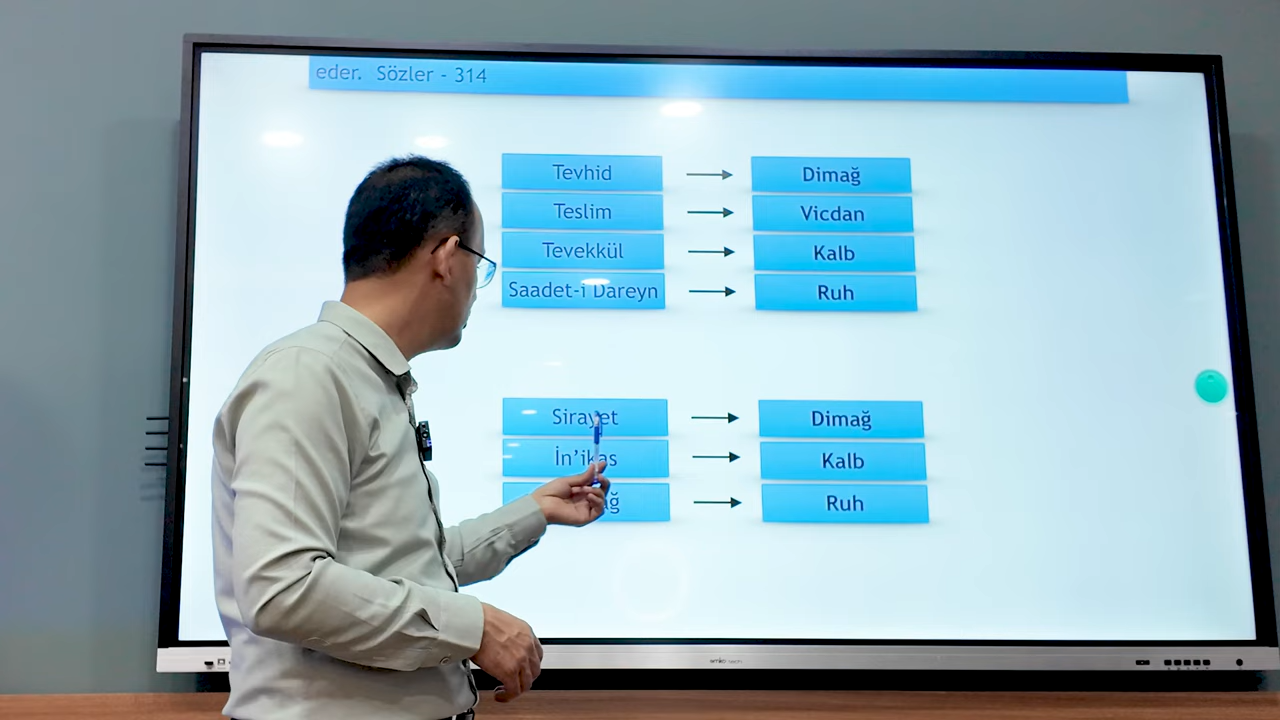 eder. Sözler - 314
Tevhid → Dimağ
Teslim → Vicdan
Tevekkül → Kalb
Saadet-i Dareyn → Ruh
Sirayet → Dimağ
İn'ikas → Kalb
→ Ruh